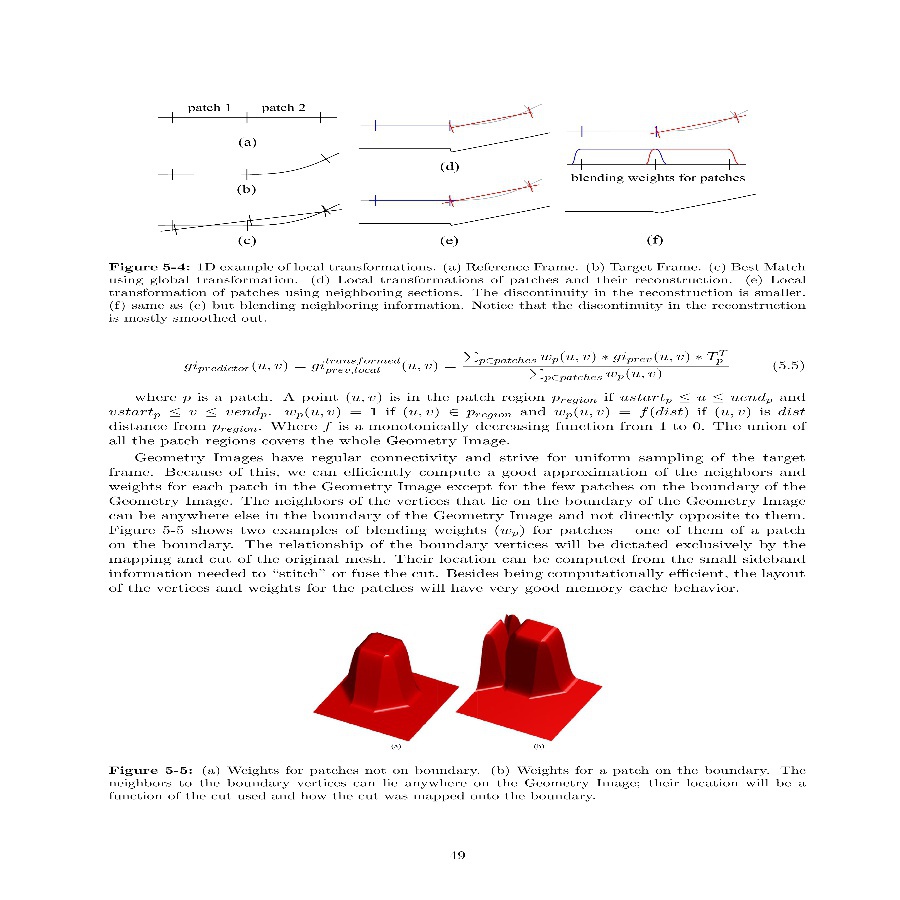 patch 1 patch 2
(a)
(b)
(c)
(d)
(e)
blending weights for patches
(f)
Figure 5-4: 1D example of local transformations. (a) Reference Frame. (b) Target Frame. (c) Best Match
using global transformation. (d) Local transformations of patches and their reconstruction. (e) Local
transformation of patches using neighboring sections. The discontinuity in the reconstruction is smaller.
(f) same as (e) but blending neighboring information. Notice that the discontinuity in the reconstruction
is mostly smoothed out.
gi_{predictor}(u, v) = gi^{transformed}_{prev,local}(u, v) = \frac{\sum_{p⊂patches} w_p(u, v) * gi_{prev}(u, v) * T_p^T}{\sum_{p⊂patches} w_p(u, v)} (5.5)
where p is a patch. A point (u, v) is in the patch region p_{region} if ustart_p ≤ u ≤ uend_p and
vstart_p ≤ v ≤ vend_p. w_p(u, v) = 1 if (u, v) ∈ p_{region} and w_p(u, v) = f(dist) if (u, v) is dist
distance from p_{region}. Where f is a monotonically decreasing function from 1 to 0. The union of
all the patch regions covers the whole Geometry Image.
Geometry Images have regular connectivity and strive for uniform sampling of the target
frame. Because of this, we can efficiently compute a good approximation of the neighbors and
weights for each patch in the Geometry Image except for the few patches on the boundary of the
Geometry Image. The neighbors of the vertices that lie on the boundary of the Geometry Image
can be anywhere else in the boundary of the Geometry Image and not directly opposite to them.
Figure 5-5 shows two examples of blending weights (w_p) for patches — one of them of a patch
on the boundary. The relationship of the boundary vertices will be dictated exclusively by the
mapping and cut of the original mesh. Their location can be computed from the small sideband
information needed to “stitch” or fuse the cut. Besides being computationally efficient, the layout
of the vertices and weights for the patches will have very good memory cache behavior.
(a) (b)
Figure 5-5: (a) Weights for patches not on boundary. (b) Weights for a patch on the boundary. The
neighbors to the boundary vertices can lie anywhere on the Geometry Image; their location will be a
function of the cut used and how the cut was mapped onto the boundary.
19